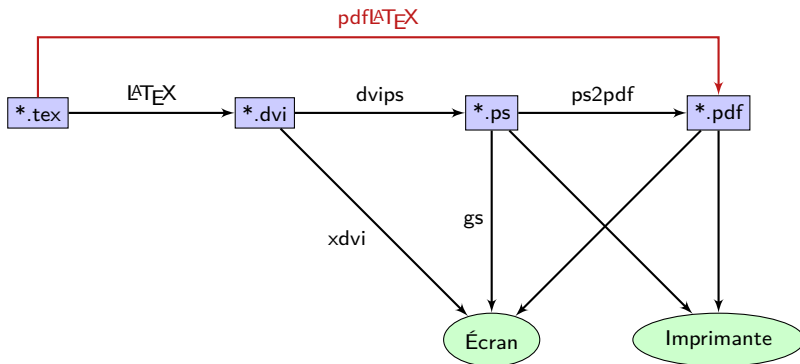 pdfLATEX
LATEX
dvips
ps2pdf
*.tex
*.dvi
*.ps
*.pdf
xdvi
gs
Écran
Imprimante